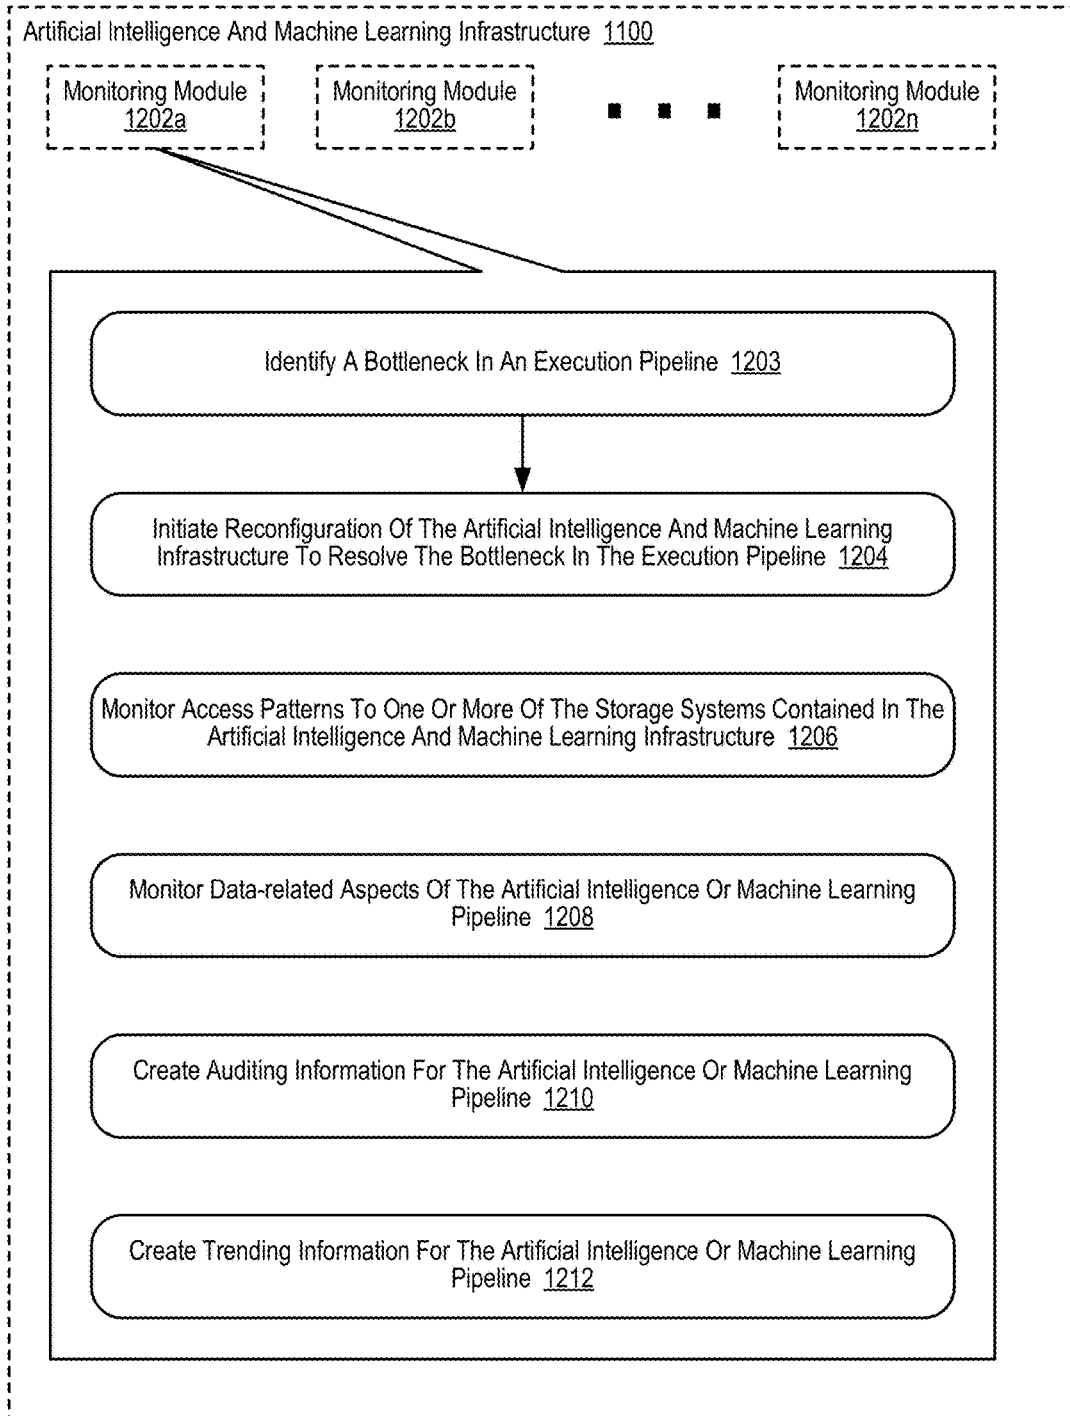 Artificial Intelligence And Machine Learning Infrastructure 1100
Monitoring Module
1202a
Monitoring Module
1202b
Monitoring Module
1202n
Identify A Bottleneck In An Execution Pipeline 1203
Initiate Reconfiguration Of The Artificial Intelligence And Machine Learning
Infrastructure To Resolve The Bottleneck In The Execution Pipeline 1204
Monitor Access Patterns To One Or More Of The Storage Systems Contained In The
Artificial Intelligence And Machine Learning Infrastructure 1206
Monitor Data-related Aspects Of The Artificial Intelligence Or Machine Learning
Pipeline 1208
Create Auditing Information For The Artificial Intelligence Or Machine Learning
Pipeline 1210
Create Trending Information For The Artificial Intelligence Or Machine Learning
Pipeline 1212